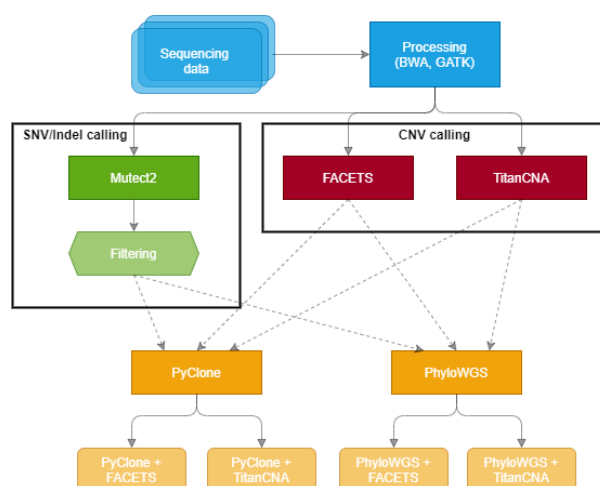 Sequencing
data
Processing
(BWA, GATK)
SNV/Indel calling
CNV calling
Mutect2
FACETS
TitanCNA
Filtering
PyClone
PhyloWGS
PyClone +
FACETS
PyClone +
TitanCNA
PhyloWGS +
FACETS
PhyloWGS +
TitanCNA